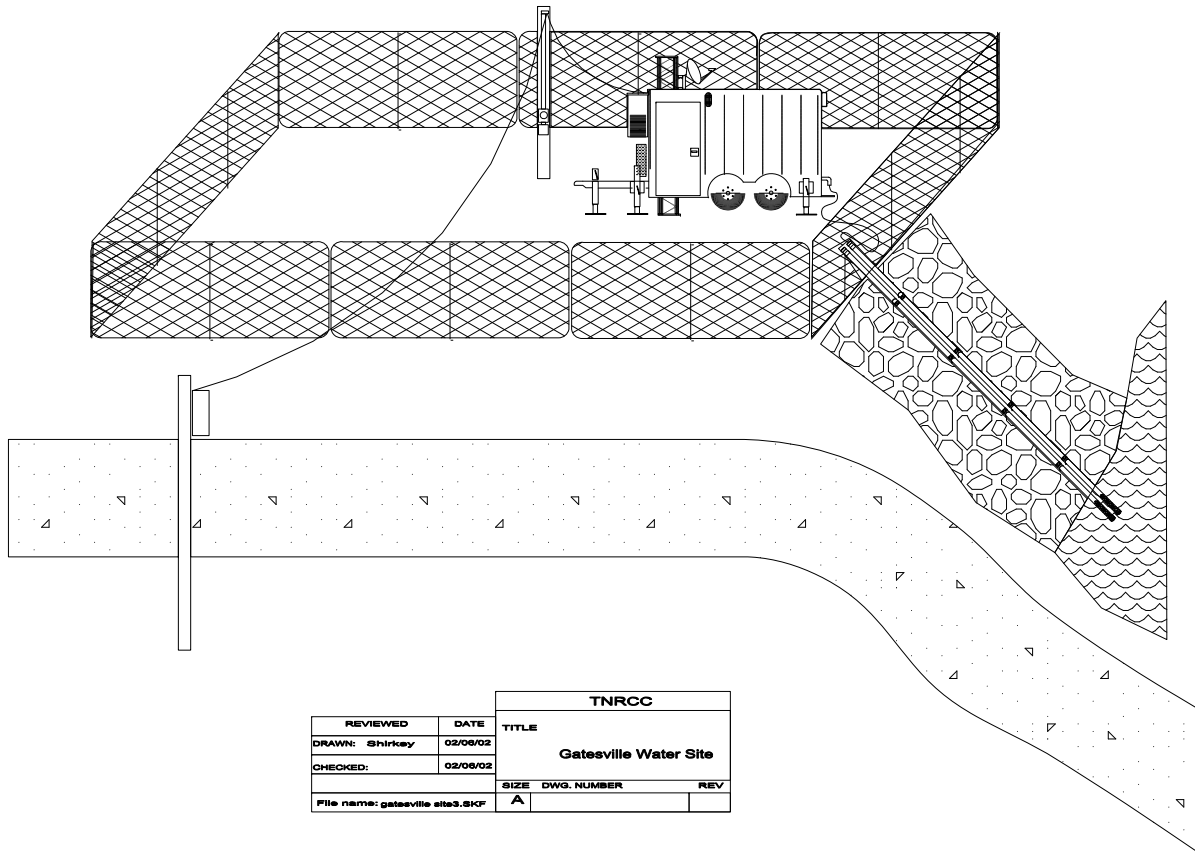 TNRCC
REVIEWED DATE
TITLE
DRAWN: Shirkey 02/06/02
Gatesville Water Site
CHECKED: 02/06/02
SIZE DWG. NUMBER REV
File name: gatesville site3.SKF
A